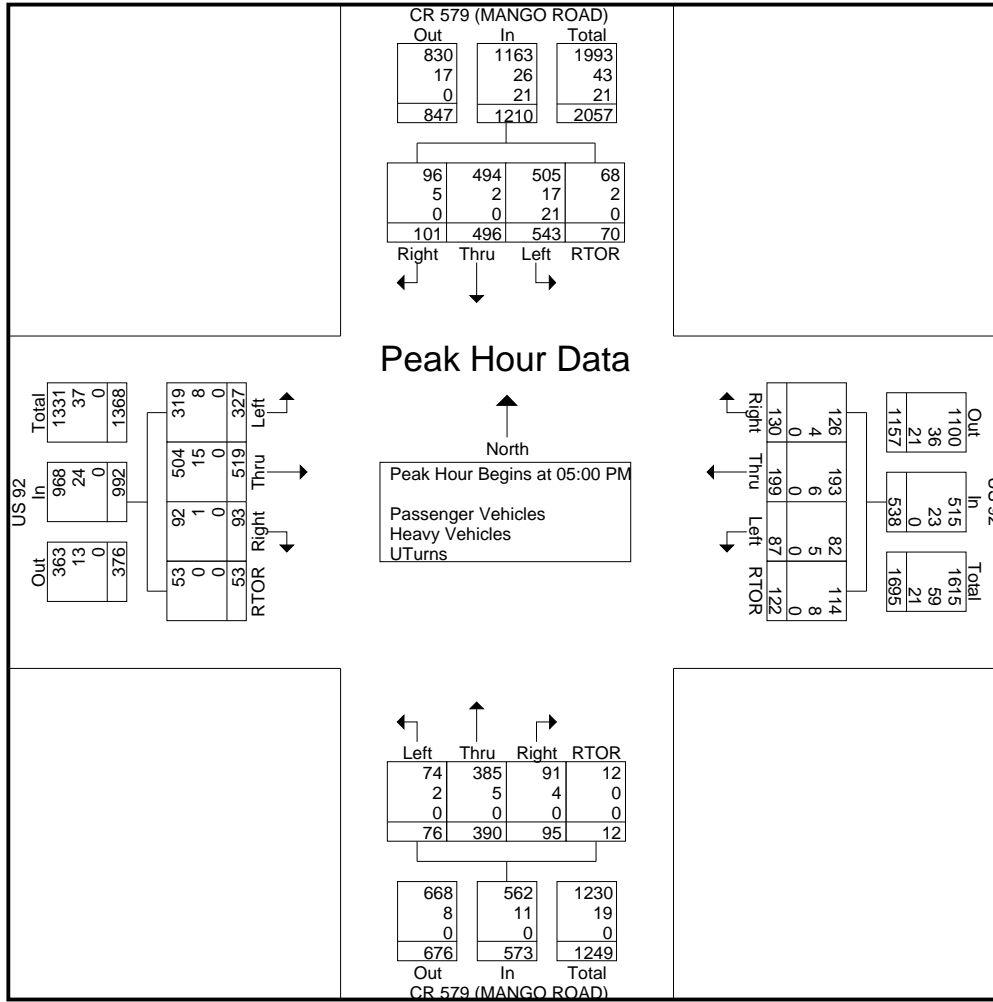 CR 579 (MANGO ROAD)
Out In Total
830 1163 1993
17 26 43
0 21 21
847 1210 2057
96 494 505 68
5 2 17 2
0 0 21 0
101 496 543 70
Right Thru Left RTOR
Peak Hour Data
North
Peak Hour Begins at 05:00 PM
Passenger Vehicles
Heavy Vehicles
UTurns
US 92
Out In Total
363 968 1331
13 24 37
0 0 0
376 992 1368
53 92 504 319
0 1 15 8
0 0 0 0
53 93 519 327
RTOR Right Thru Left
US 92
Out In Total
1100 515 1615
36 23 59
21 0 21
1157 538 1695
126 193 82 114
4 6 5 8
0 0 0 0
130 199 87 122
Right Thru Left RTOR
Left Thru Right RTOR
74 385 91 12
2 5 4 0
0 0 0 0
76 390 95 12
668 562 1230
8 11 19
0 0 0
676 573 1249
Out In Total
CR 579 (MANGO ROAD)